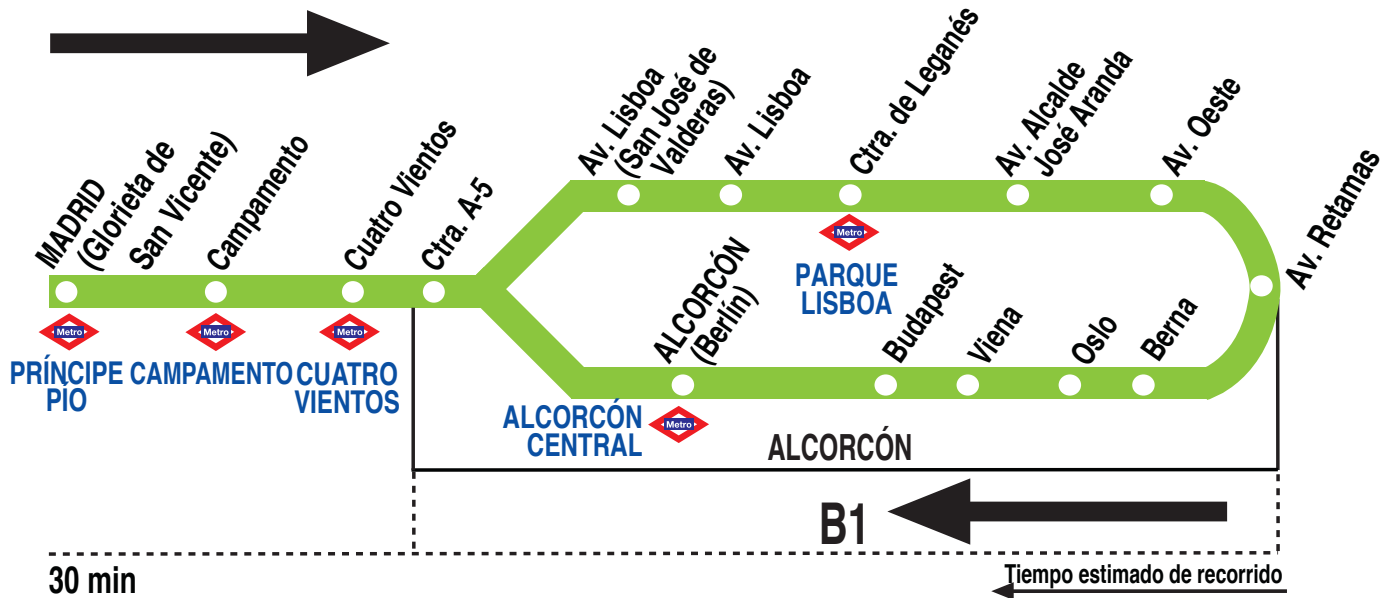 MADRID
(Glorieta de
San Vicente)
Campamento
Cuatro Vientos
Ctra. A-5
Av. Lisboa
(San José de
Valderas)
Av. Lisboa
Ctra. de Leganés
Av. Alcalde
José Aranda
Av. Oeste
Av. Retamas
Metro
PRÍNCIPE
PÍO
Metro
CAMPAMENTO
Metro
CUATRO
VIENTOS
Metro
PARQUE
LISBOA
ALCORCÓN
(Berlín)
Budapest
Viena
Oslo
Berna
ALCORCÓN
CENTRAL
Metro
ALCORCÓN
B1
30 min
Tiempo estimado de recorrido